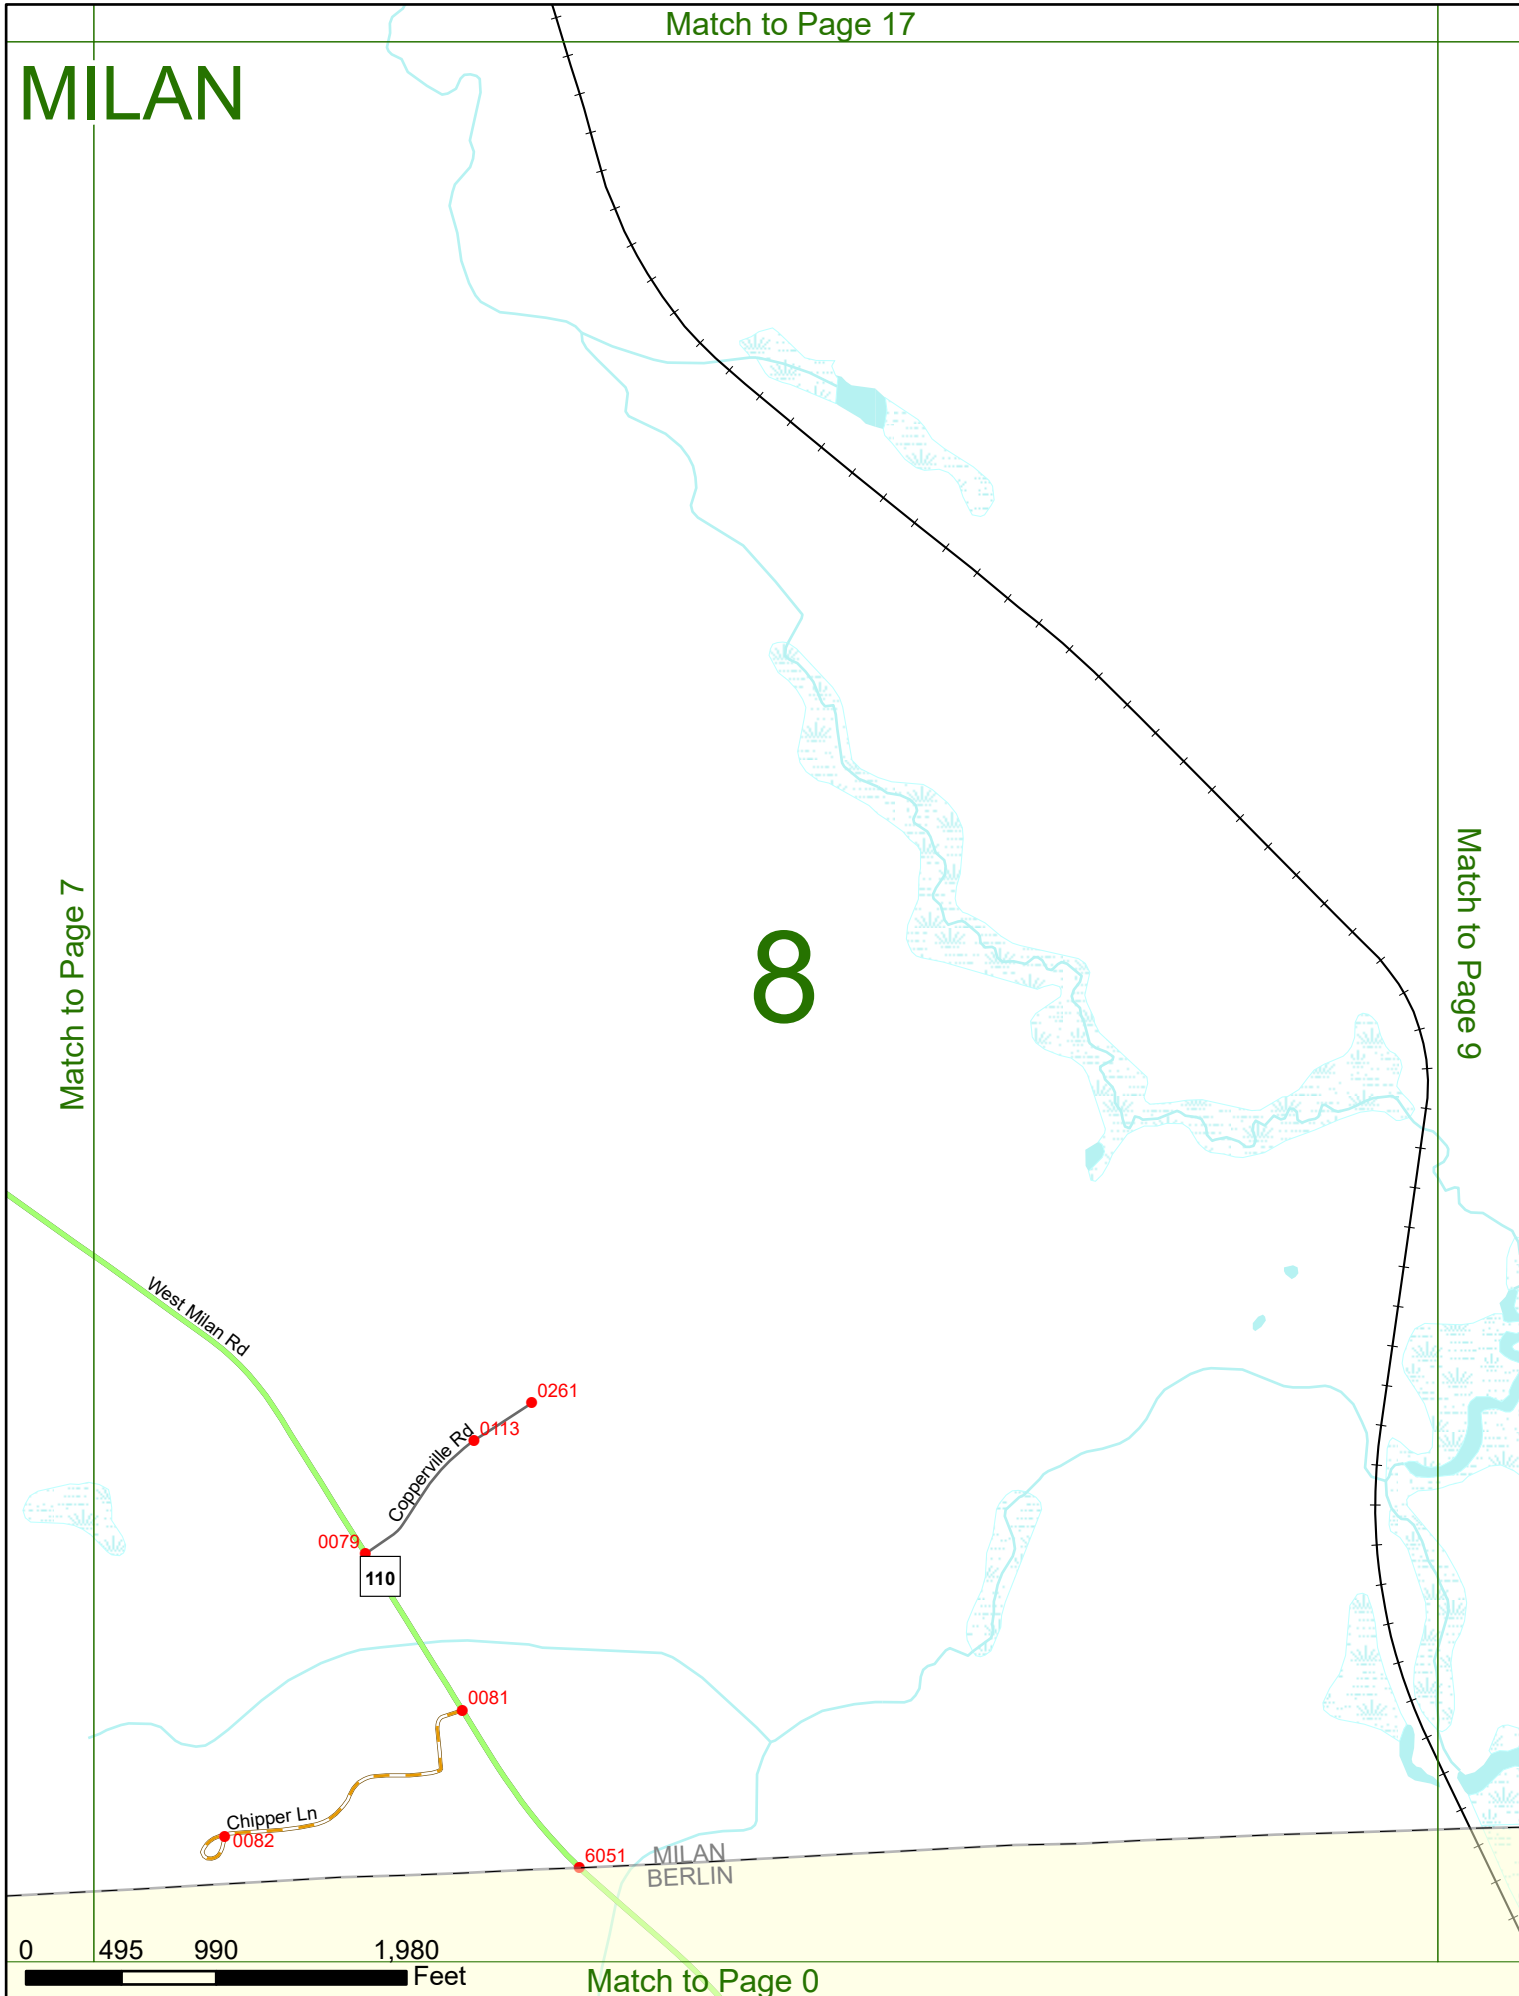 Match to Page 17
MILAN
Match to Page 7
8
Match to Page 9
West Milan Rd
0261
0113
Copperville Rd
0079
110
0081
Chipper Ln
0082
6051
MILAN
BERLIN
0 495 990 1,980
Feet
Match to Page 0